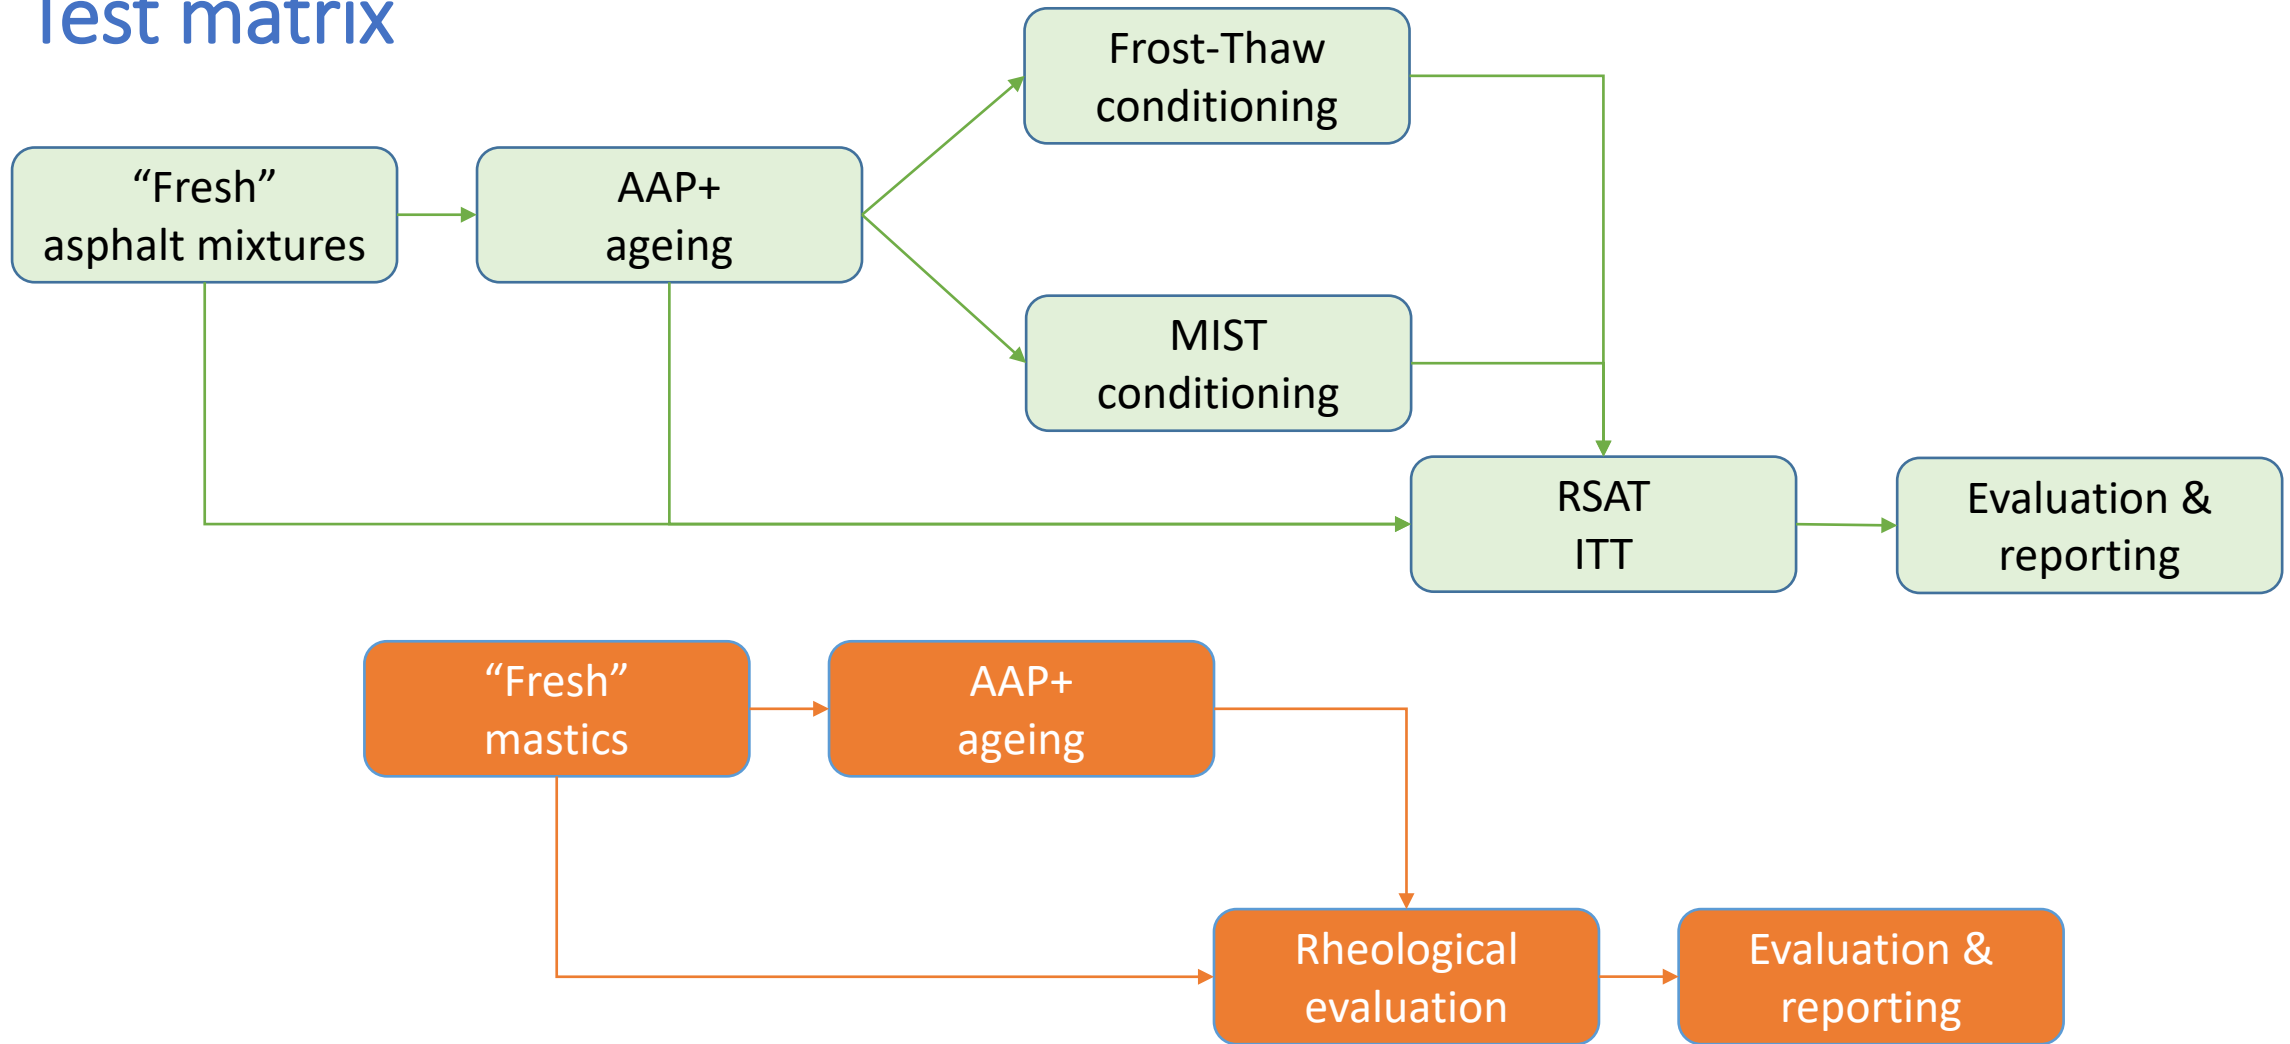 Test matrix
Frost-Thaw
conditioning
“Fresh”
asphalt mixtures
AAP+
ageing
MIST
conditioning
RSAT
ITT
Evaluation &
reporting
“Fresh”
mastics
AAP+
ageing
Rheological
evaluation
Evaluation &
reporting